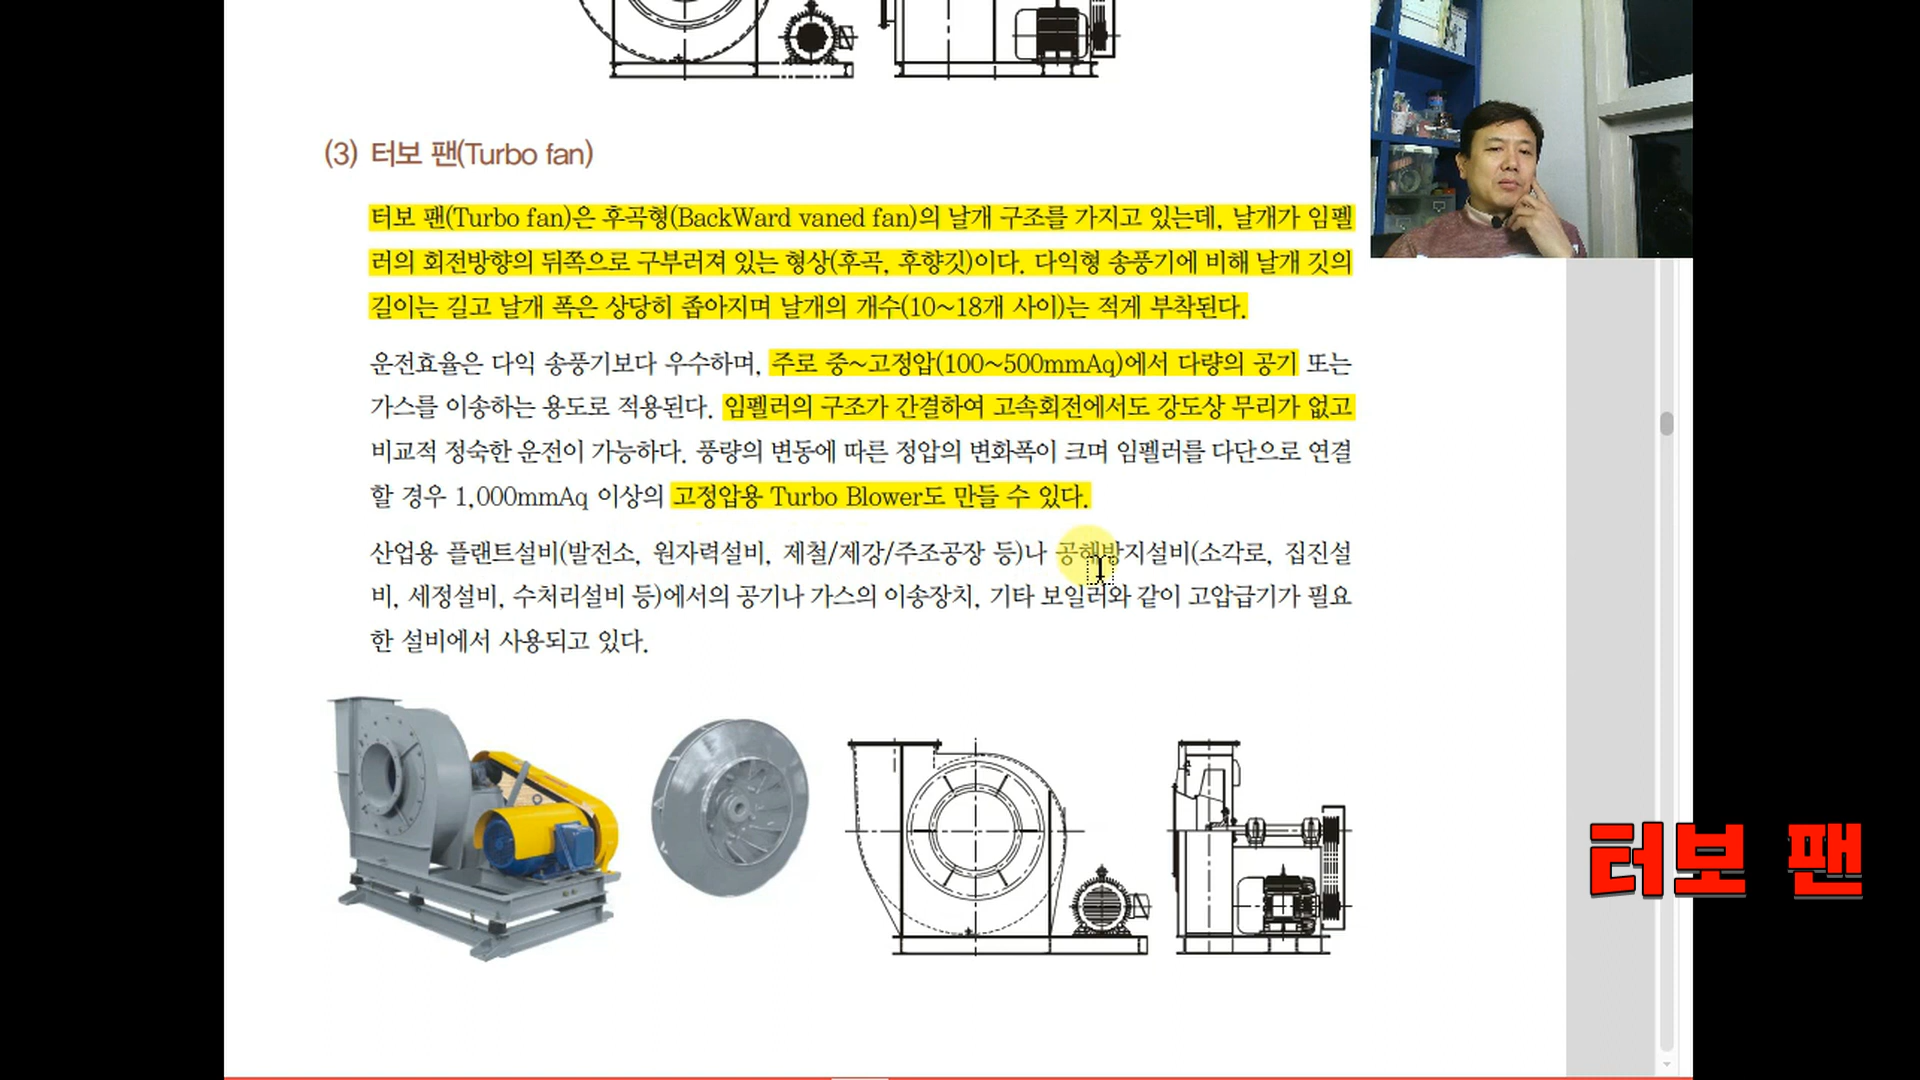 (3) 터보 팬(Turbo fan)
터보 팬(Turbo fan)은 후곡형(BackWard vaned fan)의 날개 구조를 가지고 있는데, 날개가 임펠
러의 회전방향의 뒤쪽으로 구부러져 있는 형상(후곡, 후향깃)이다. 다익형 송풍기에 비해 날개 깃의
길이는 길고 날개 폭은 상당히 좁아지며 날개의 개수(10~18개 사이)는 적게 부착된다.
운전효율은 다익 송풍기보다 우수하며, 주로 중~고정압(100~500mmAq)에서 다량의 공기 또는
가스를 이송하는 용도로 적용된다. 임펠러의 구조가 간결하여 고속회전에서도 강도상 무리가 없고
비교적 정숙한 운전이 가능하다. 풍량의 변동에 따른 정압의 변화폭이 크며 임펠러를 다단으로 연결
할 경우 1,000mmAq 이상의 고정압용 Turbo Blower도 만들 수 있다.
산업용 플랜트설비(발전소, 원자력설비, 제철/제강/주조공장 등)나 공해방지설비(소각로, 집진설
비, 세정설비, 수처리설비 등)에서의 공기나 가스의 이송장치, 기타 보일러와 같이 고압급기가 필요
한 설비에서 사용되고 있다.
터보 팬